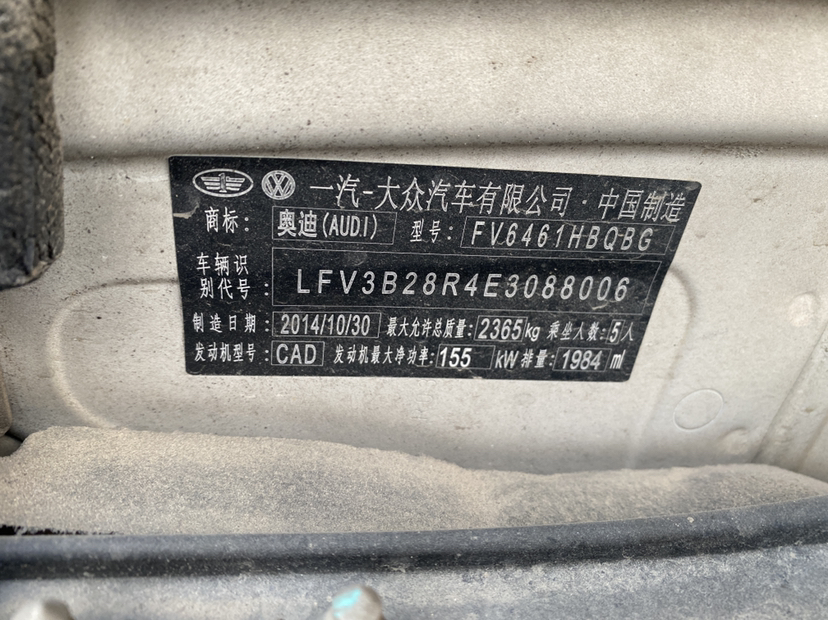 一汽-大众汽车有限公司·中国制造
商标: 奥迪(AUDI) 型号: FV6461HBQBG
车辆识
别代号: LFV3B28R4E3088006
制造日期: 2014/10/30 最大允许总质量: 2365kg 乘坐人数: 5人
发动机型号: CAD 发动机最大净功率: 155 kW 排量: 1984 ml